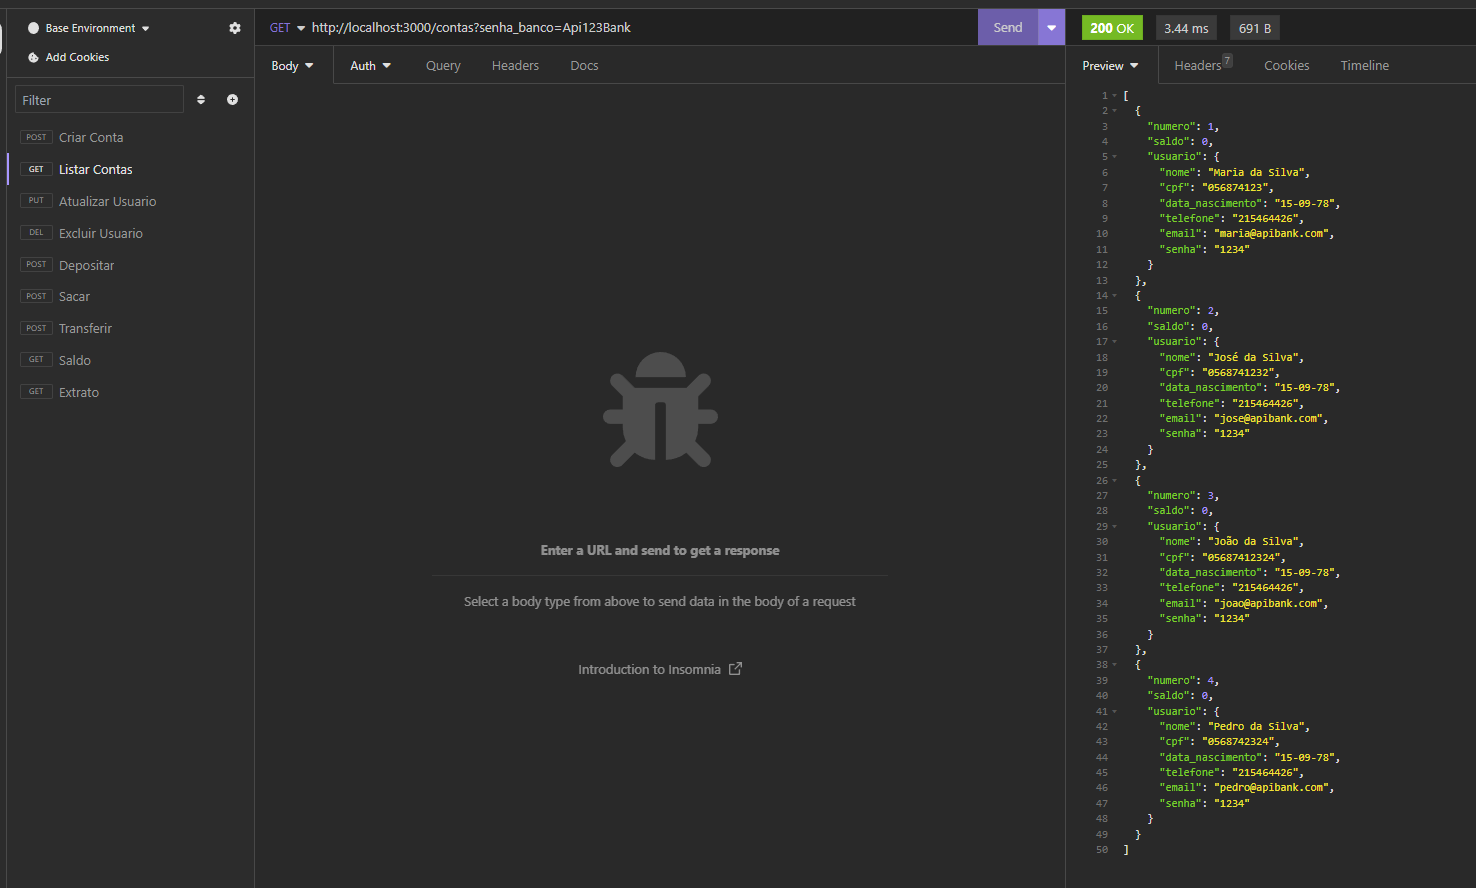 Base Environment
Add Cookies
Filter
POST Criar Conta
GET Listar Contas
PUT Atualizar Usuario
DEL Excluir Usuario
POST Depositar
POST Sacar
POST Transferir
GET Saldo
GET Extrato
GET http://localhost:3000/contas?senha_banco=Api123Bank Send
Body Auth Query Headers Docs
Enter a URL and send to get a response
Select a body type from above to send data in the body of a request
Introduction to Insomnia
200 OK 3.44 ms 691 B
Preview Headers 7 Cookies Timeline
1 [
2 {
3 "numero": 1,
4 "saldo": 0,
5 "usuario": {
6 "nome": "Maria da Silva",
7 "cpf": "056874123",
8 "data_nascimento": "15-09-78",
9 "telefone": "215464426",
10 "email": "maria@apibank.com",
11 "senha": "1234"
12 }
13 },
14 {
15 "numero": 2,
16 "saldo": 0,
17 "usuario": {
18 "nome": "José da Silva",
19 "cpf": "0568741232",
20 "data_nascimento": "15-09-78",
21 "telefone": "215464426",
22 "email": "jose@apibank.com",
23 "senha": "1234"
24 }
25 },
26 {
27 "numero": 3,
28 "saldo": 0,
29 "usuario": {
30 "nome": "João da Silva",
31 "cpf": "05687412324",
32 "data_nascimento": "15-09-78",
33 "telefone": "215464426",
34 "email": "joao@apibank.com",
35 "senha": "1234"
36 }
37 },
38 {
39 "numero": 4,
40 "saldo": 0,
41 "usuario": {
42 "nome": "Pedro da Silva",
43 "cpf": "0568742324",
44 "data_nascimento": "15-09-78",
45 "telefone": "215464426",
46 "email": "pedro@apibank.com",
47 "senha": "1234"
48 }
49 }
50 ]